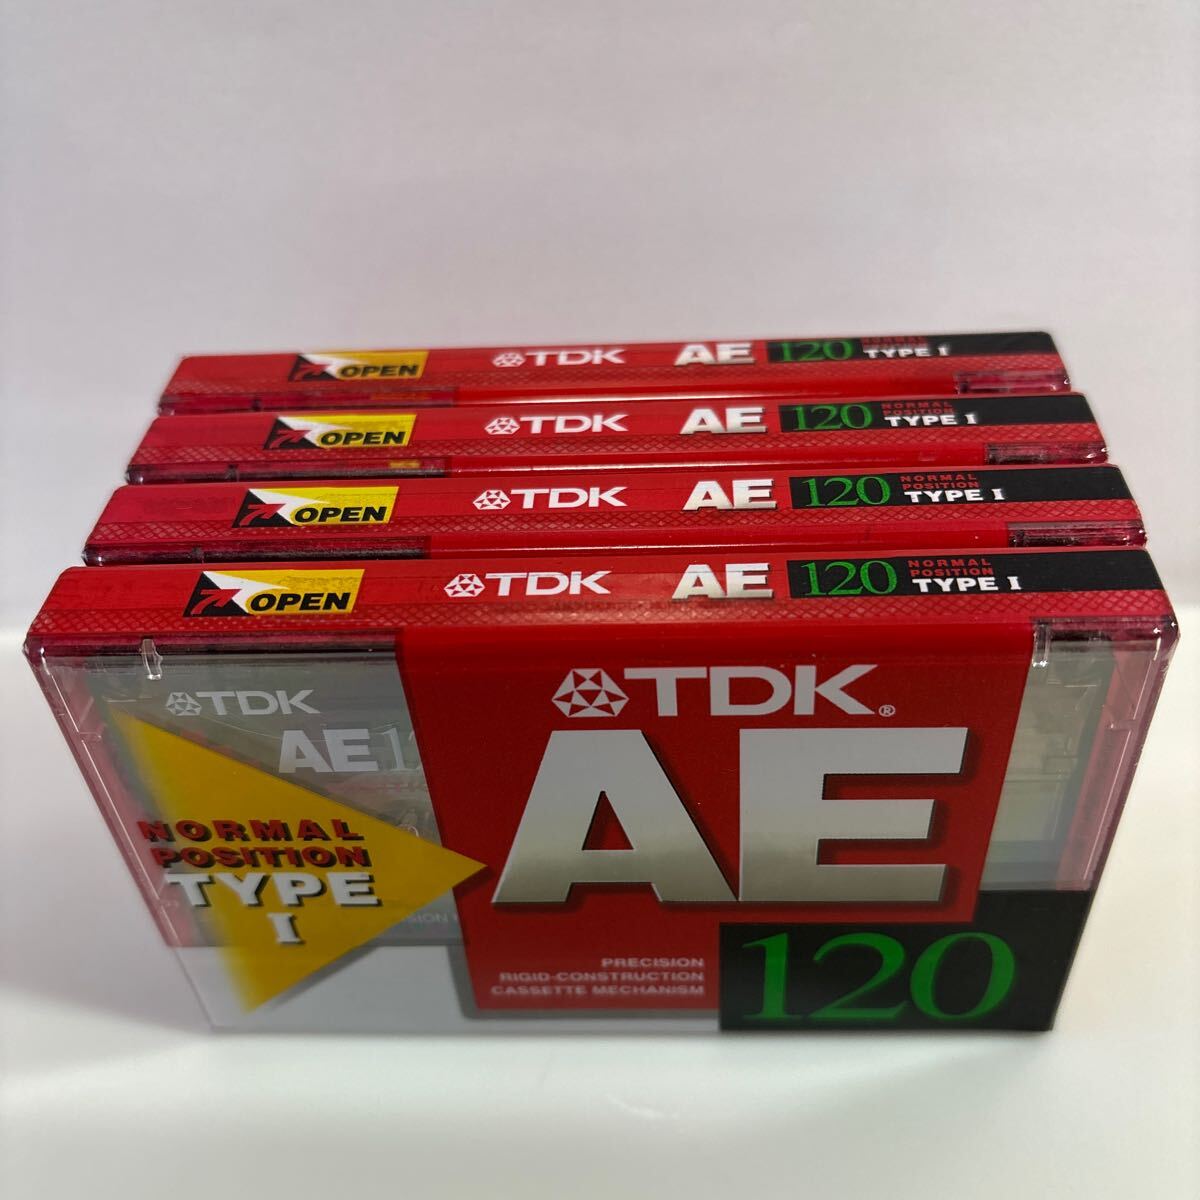 OPEN TDK AE 120 NORMAL POSITION TYPE I
OPEN TDK AE 120 NORMAL POSITION TYPE I
OPEN TDK AE 120 NORMAL POSITION TYPE I
OPEN TDK AE 120 NORMAL POSITION TYPE I
TDK
AE
TDK®
AE
NORMAL
POSITION
TYPE
I
PRECISION
RIGID-CONSTRUCTION
CASSETTE MECHANISM
120